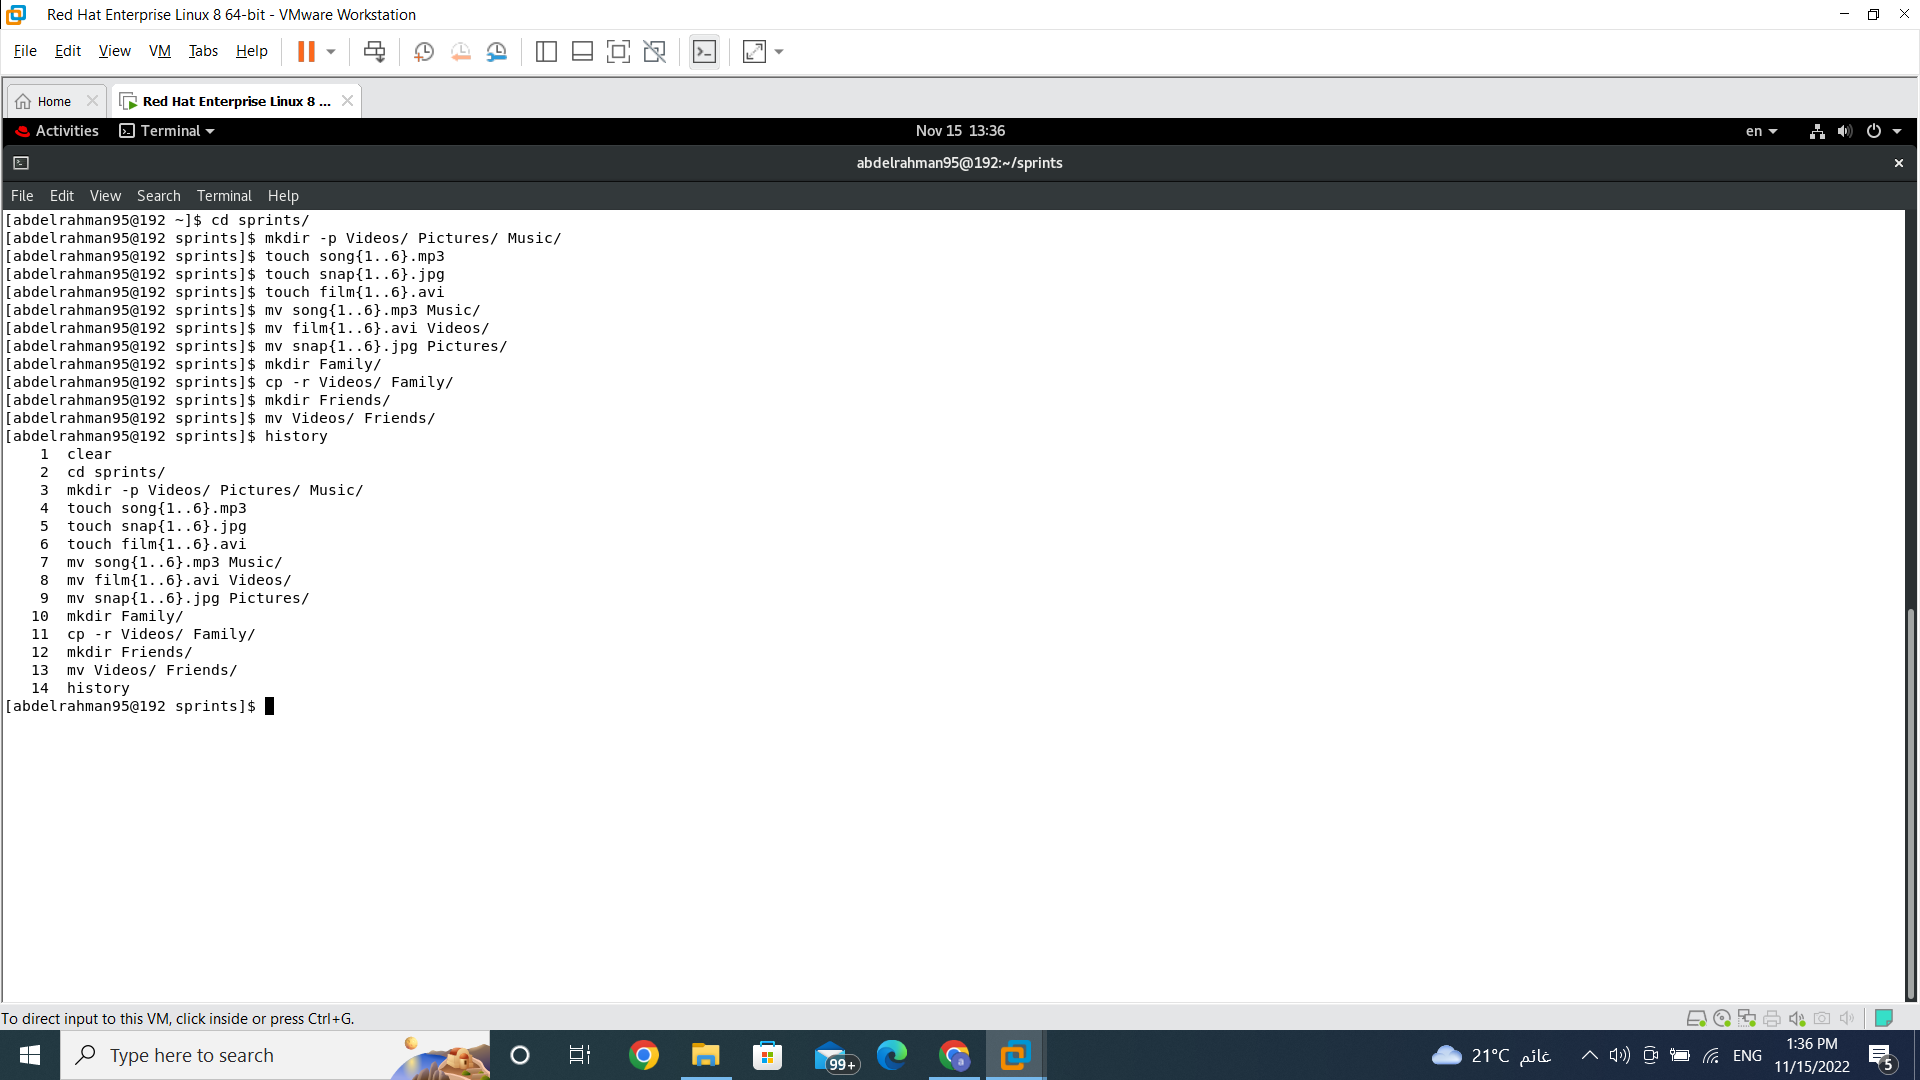 Red Hat Enterprise Linux 8 64-bit - VMware Workstation
File Edit View VM Tabs Help
Home Red Hat Enterprise Linux 8 ...
Activities Terminal Nov 15 13:36 en
abdelrahman95@192:~/sprints
File Edit View Search Terminal Help
[abdelrahman95@192 ~]$ cd sprints/
[abdelrahman95@192 sprints]$ mkdir -p Videos/ Pictures/ Music/
[abdelrahman95@192 sprints]$ touch song{1..6}.mp3
[abdelrahman95@192 sprints]$ touch snap{1..6}.jpg
[abdelrahman95@192 sprints]$ touch film{1..6}.avi
[abdelrahman95@192 sprints]$ mv song{1..6}.mp3 Music/
[abdelrahman95@192 sprints]$ mv film{1..6}.avi Videos/
[abdelrahman95@192 sprints]$ mv snap{1..6}.jpg Pictures/
[abdelrahman95@192 sprints]$ mkdir Family/
[abdelrahman95@192 sprints]$ cp -r Videos/ Family/
[abdelrahman95@192 sprints]$ mkdir Friends/
[abdelrahman95@192 sprints]$ mv Videos/ Friends/
[abdelrahman95@192 sprints]$ history
1 clear
2 cd sprints/
3 mkdir -p Videos/ Pictures/ Music/
4 touch song{1..6}.mp3
5 touch snap{1..6}.jpg
6 touch film{1..6}.avi
7 mv song{1..6}.mp3 Music/
8 mv film{1..6}.avi Videos/
9 mv snap{1..6}.jpg Pictures/
10 mkdir Family/
11 cp -r Videos/ Family/
12 mkdir Friends/
13 mv Videos/ Friends/
14 history
[abdelrahman95@192 sprints]$
To direct input to this VM, click inside or press Ctrl+G.
Type here to search 99+ 21°C غائم ENG 1:36 PM
11/15/2022 5